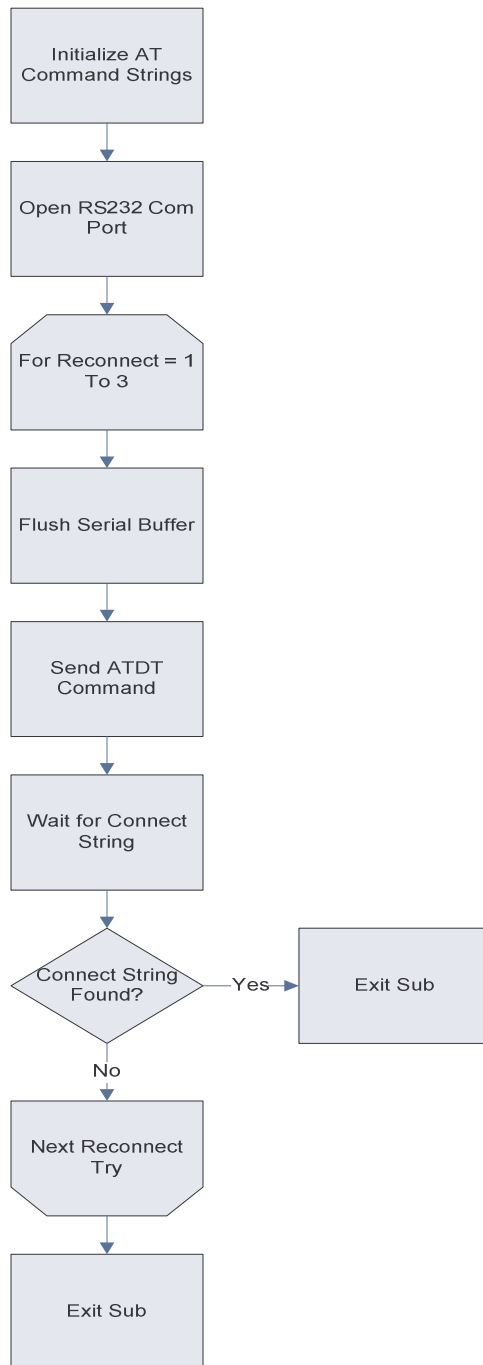 Initialize AT
Command Strings
Open RS232 Com
Port
For Reconnect = 1
To 3
Flush Serial Buffer
Send ATDT
Command
Wait for Connect
String
Connect String
Found?
Yes
Exit Sub
No
Next Reconnect
Try
Exit Sub